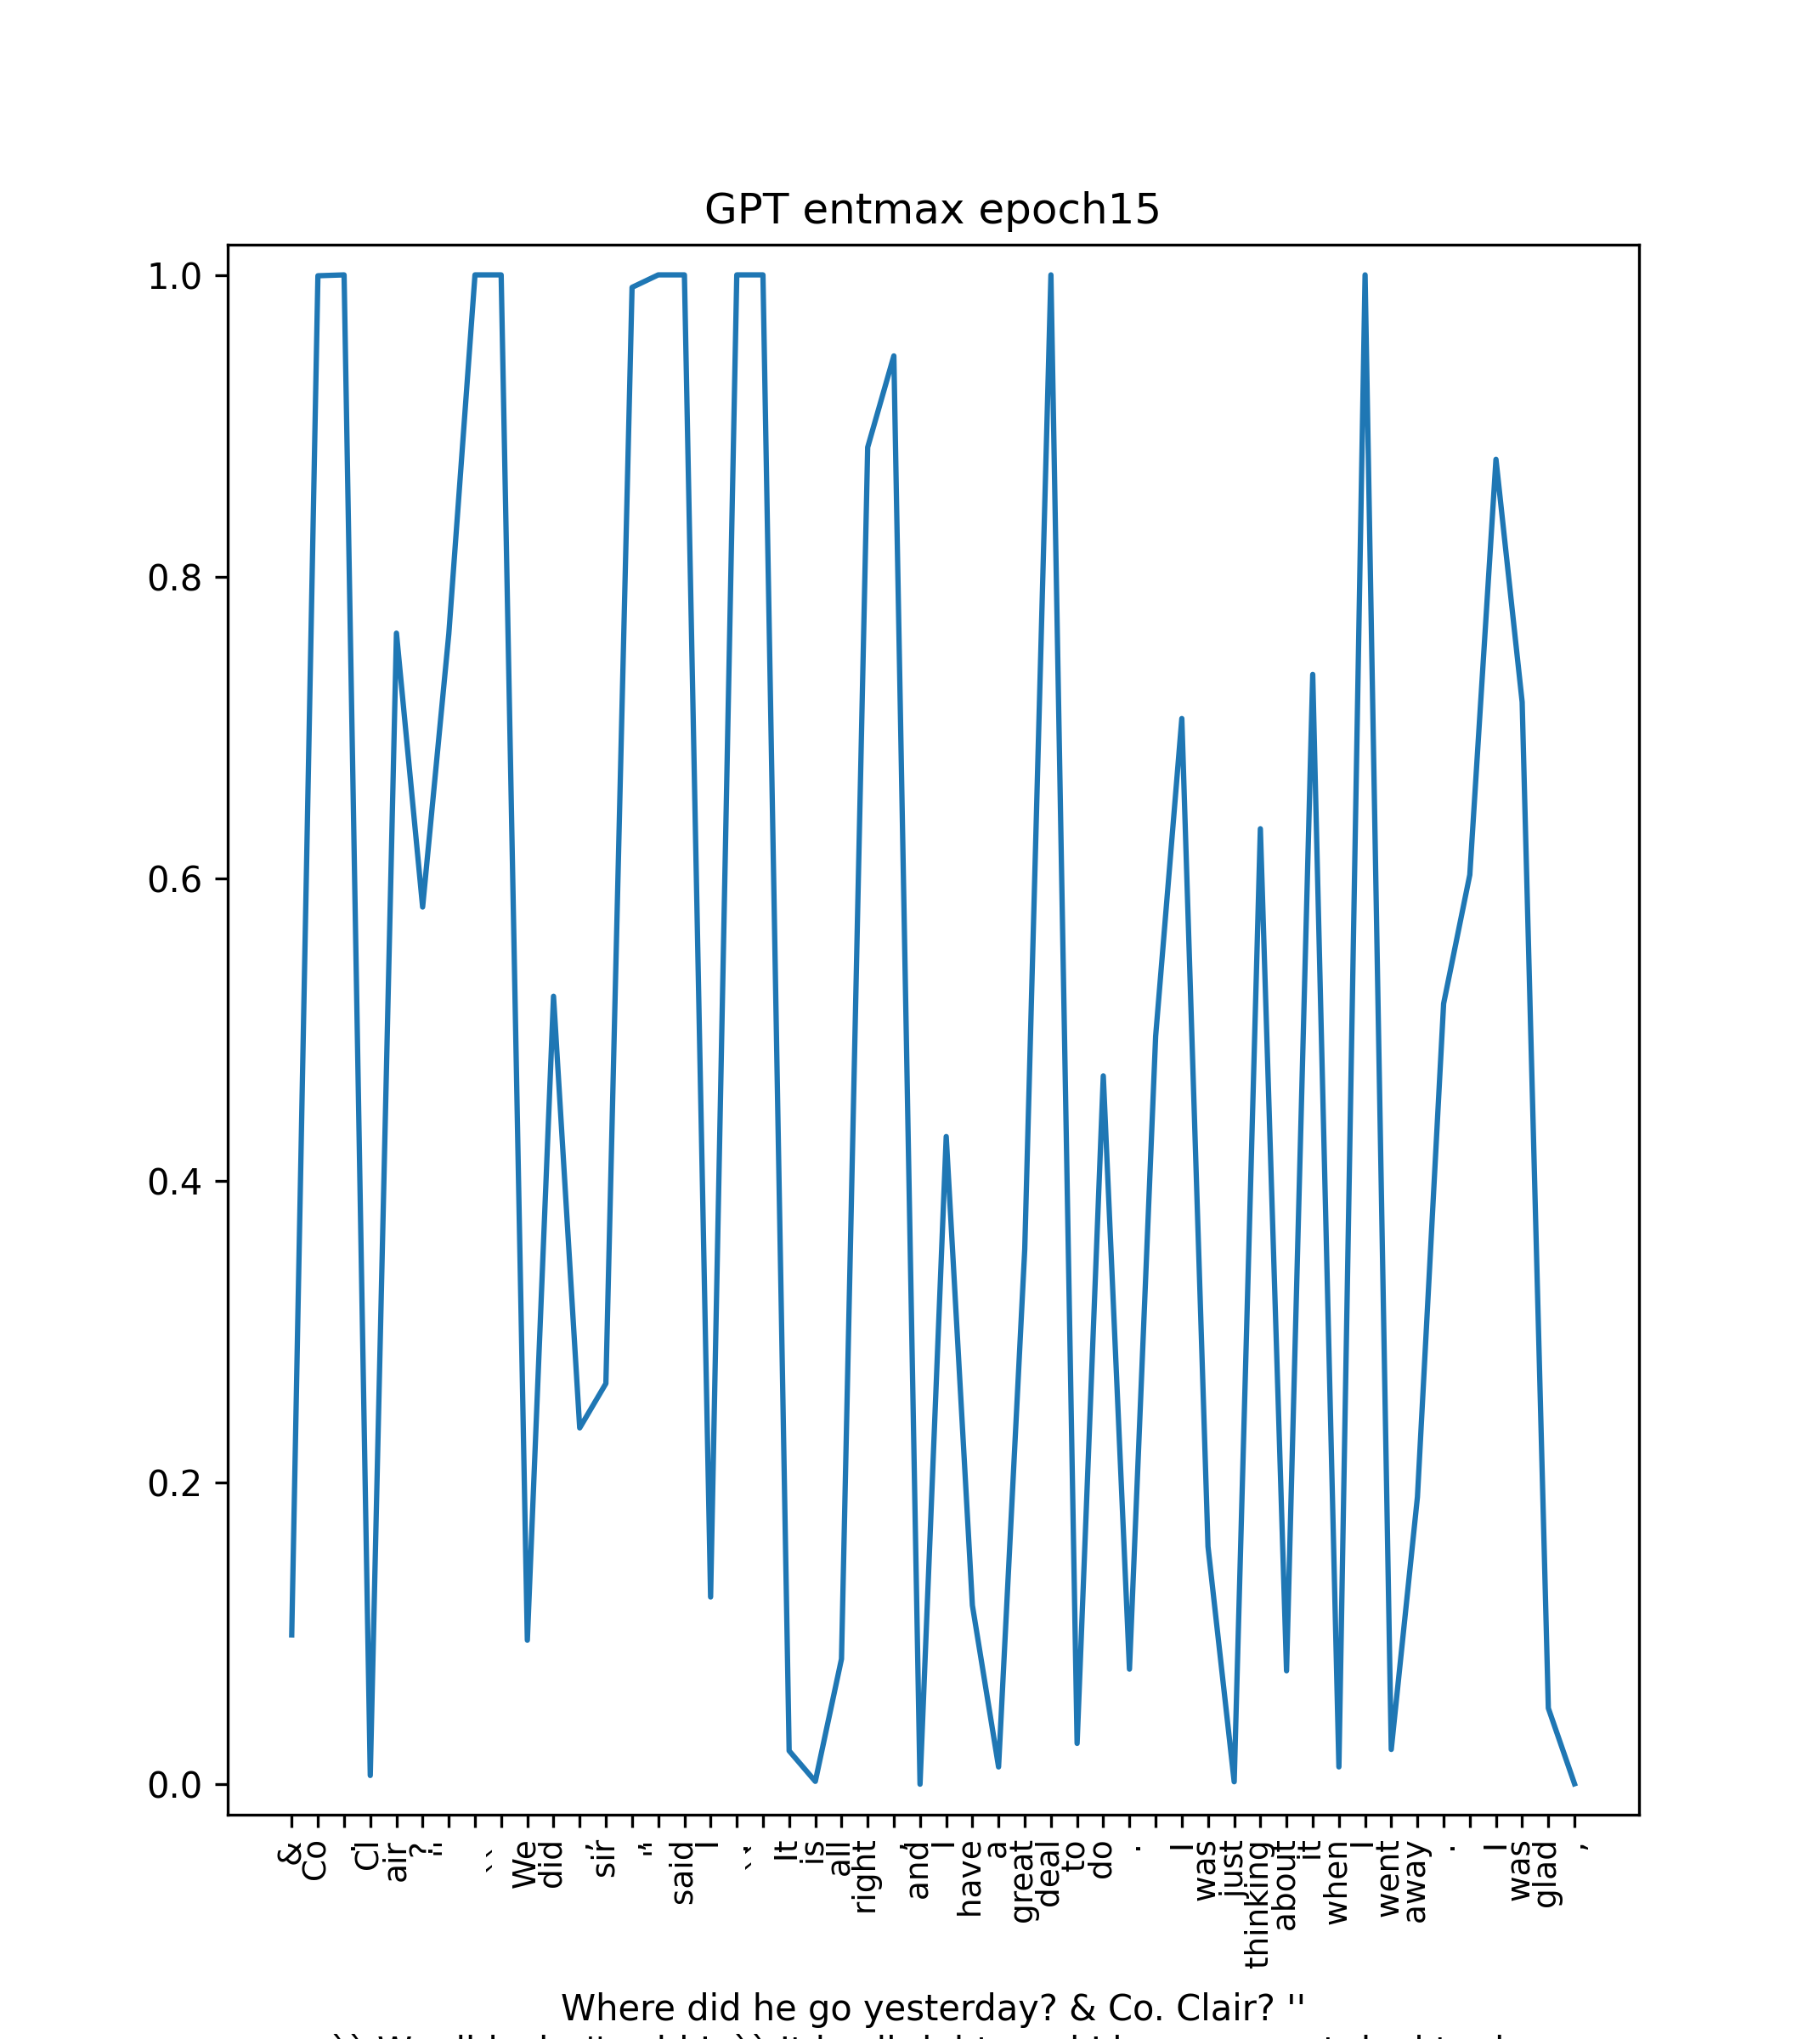 GPT entmax epoch15
1.0
0.8
0.6
0.4
0.2
0.0
& Co . Cl air ? '' `` We did , sir , '' said I , `` It is all right , and I have a great deal to do . I was just thinking about it when I went away . I was glad ,
Where did he go yesterday? & Co. Clair? ''